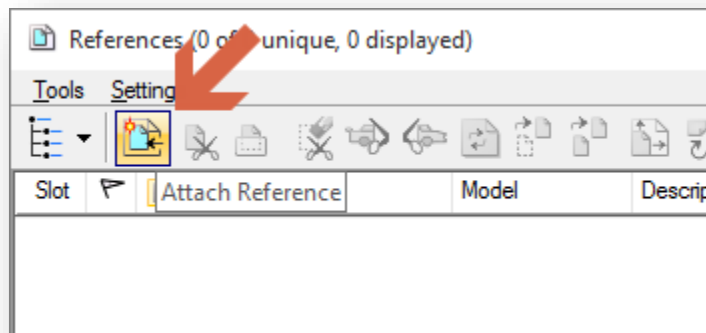 References (0 of unique, 0 displayed)
Tools Setting
Attach Reference
Slot Model Descrip